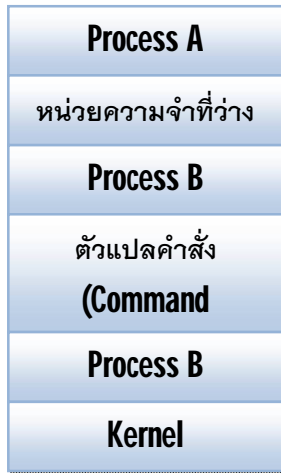 Process A
หน่วยความจำที่ว่าง
Process B
ตัวแปลคำสั่ง
(Command
Process B
Kernel